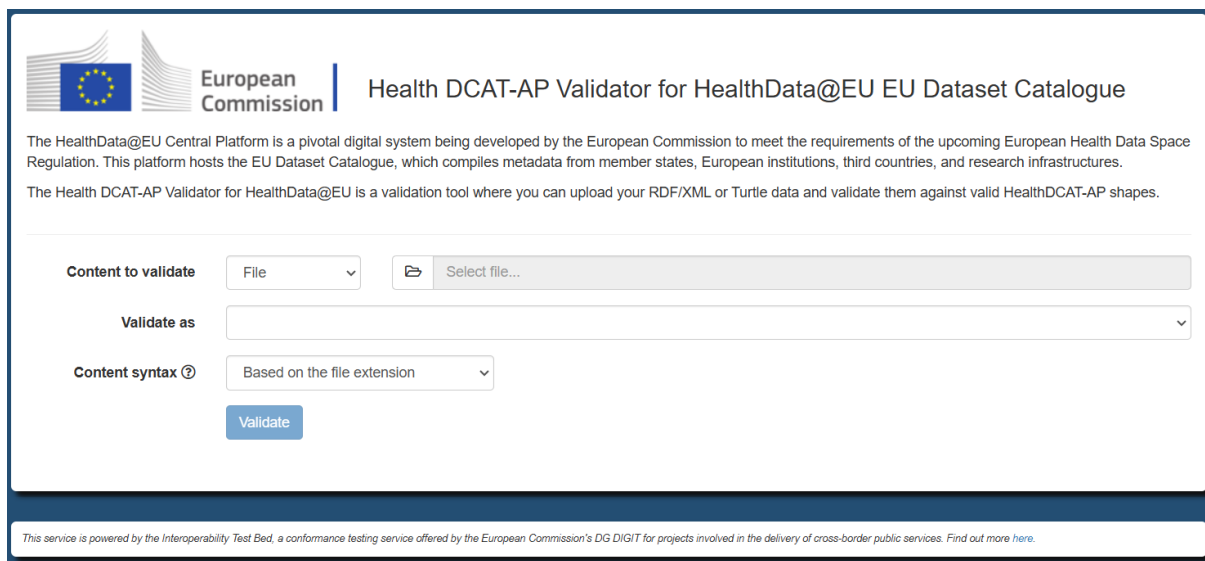 European
Commission
Health DCAT-AP Validator for HealthData@EU EU Dataset Catalogue
The HealthData@EU Central Platform is a pivotal digital system being developed by the European Commission to meet the requirements of the upcoming European Health Data Space
Regulation. This platform hosts the EU Dataset Catalogue, which compiles metadata from member states, European institutions, third countries, and research infrastructures.
The Health DCAT-AP Validator for HealthData@EU is a validation tool where you can upload your RDF/XML or Turtle data and validate them against valid HealthDCAT-AP shapes.
Content to validate File Select file...
Validate as
Content syntax Based on the file extension
Validate
This service is powered by the Interoperability Test Bed, a conformance testing service offered by the European Commission's DG DIGIT for projects involved in the delivery of cross-border public services. Find out more here.